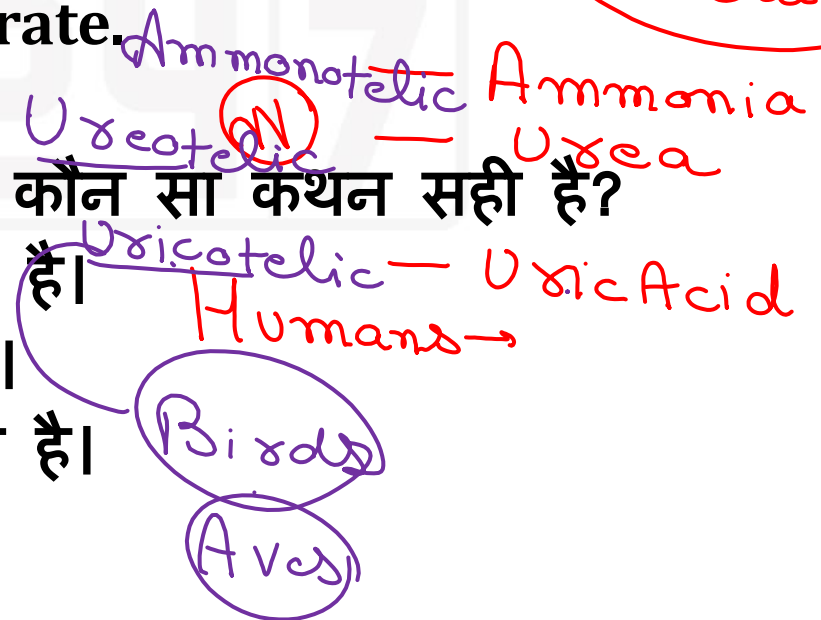 rate.
Ammonotelic — Ammonia
N
Ureotelic — Urea
कौन सा कथन सही है?
Uricotelic — Uric Acid
है।
Humans →
।
Birds
है।
Aves